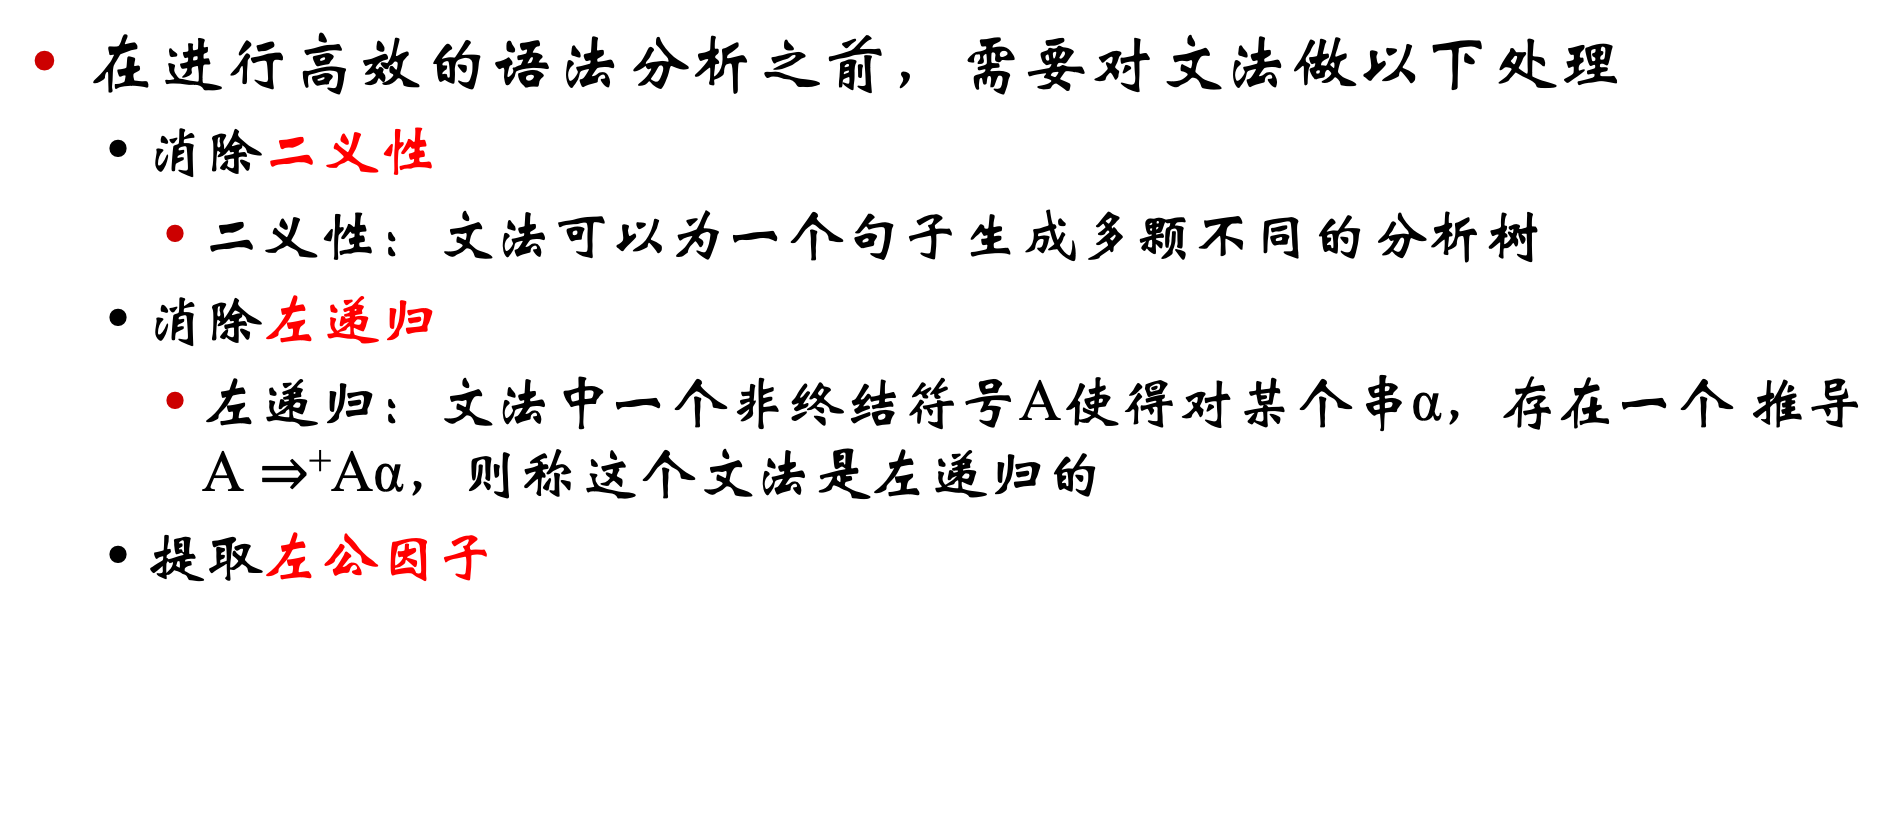 • 在进行高效的语法分析之前，需要对文法做以下处理
• 消除二义性
• 二义性：文法可以为一个句子生成多颗不同的分析树
• 消除左递归
• 左递归：文法中一个非终结符号A使得对某个串α，存在一个 推导
A ⇒⁺Aα，则称这个文法是左递归的
• 提取左公因子